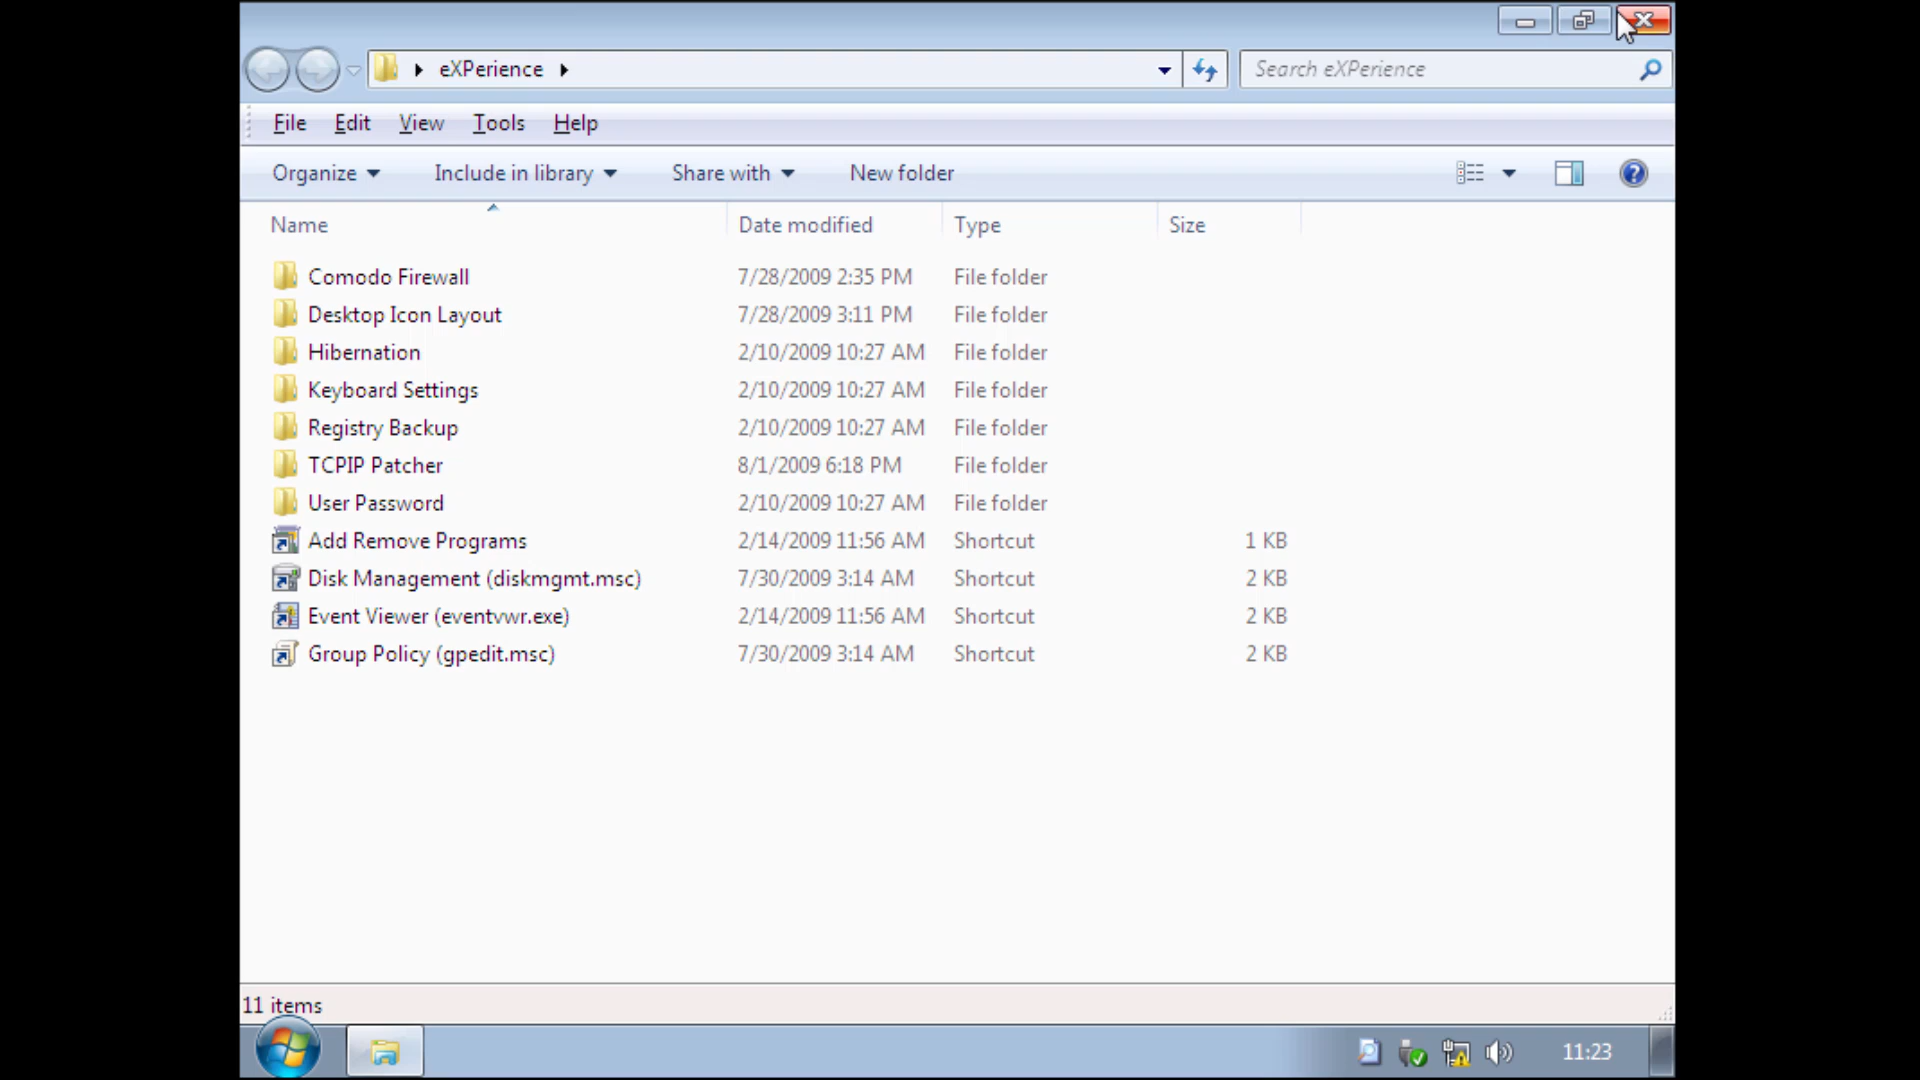 eXPerience
Search eXPerience
File Edit View Tools Help
Organize Include in library Share with New folder
Name Date modified Type Size
Comodo Firewall 7/28/2009 2:35 PM File folder
Desktop Icon Layout 7/28/2009 3:11 PM File folder
Hibernation 2/10/2009 10:27 AM File folder
Keyboard Settings 2/10/2009 10:27 AM File folder
Registry Backup 2/10/2009 10:27 AM File folder
TCPIP Patcher 8/1/2009 6:18 PM File folder
User Password 2/10/2009 10:27 AM File folder
Add Remove Programs 2/14/2009 11:56 AM Shortcut 1 KB
Disk Management (diskmgmt.msc) 7/30/2009 3:14 AM Shortcut 2 KB
Event Viewer (eventvwr.exe) 2/14/2009 11:56 AM Shortcut 2 KB
Group Policy (gpedit.msc) 7/30/2009 3:14 AM Shortcut 2 KB
11 items
11:23